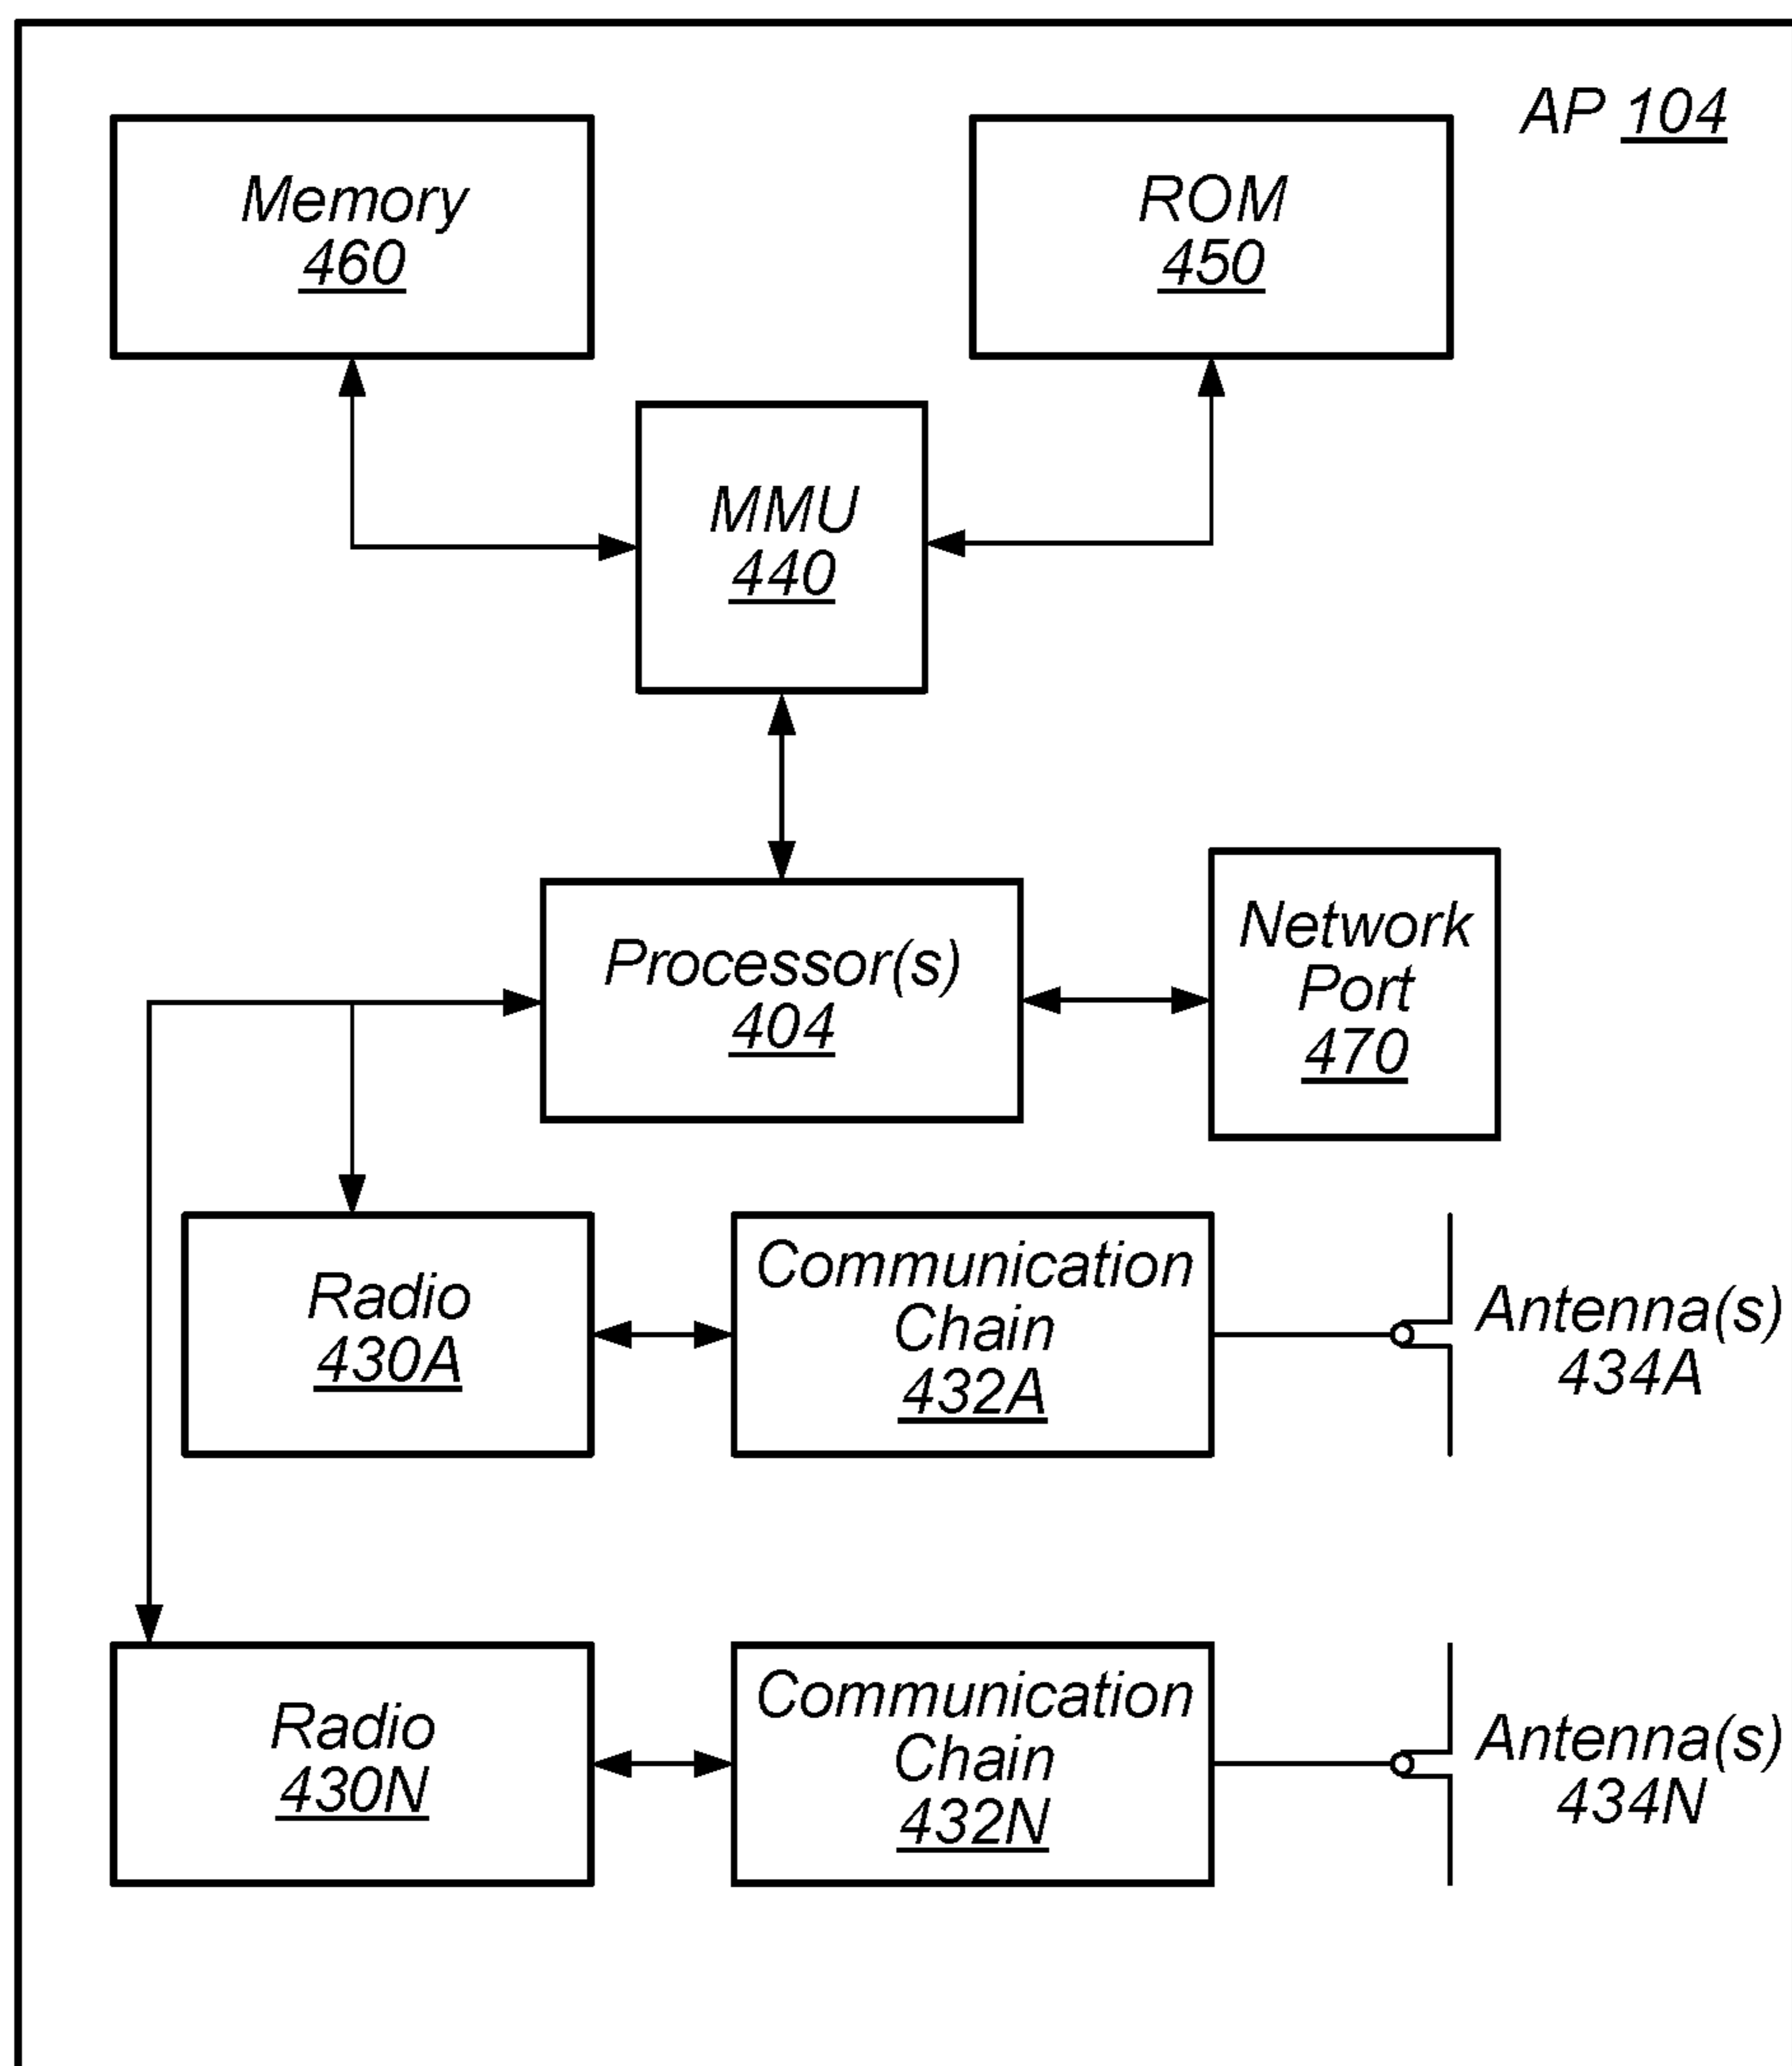 AP 104
Memory
460
ROM
450
MMU
440
Processor(s)
404
Network
Port
470
Radio
430A
Communication
Chain
432A
Antenna(s)
434A
Radio
430N
Communication
Chain
432N
Antenna(s)
434N